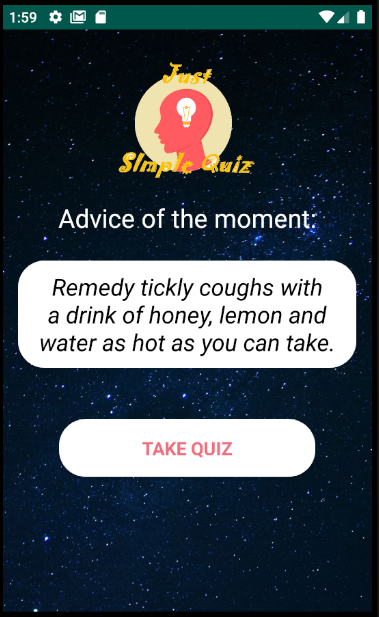 1:59
Just
SImple Quiz
Advice of the moment:
Remedy tickly coughs with
a drink of honey, lemon and
water as hot as you can take.
TAKE QUIZ